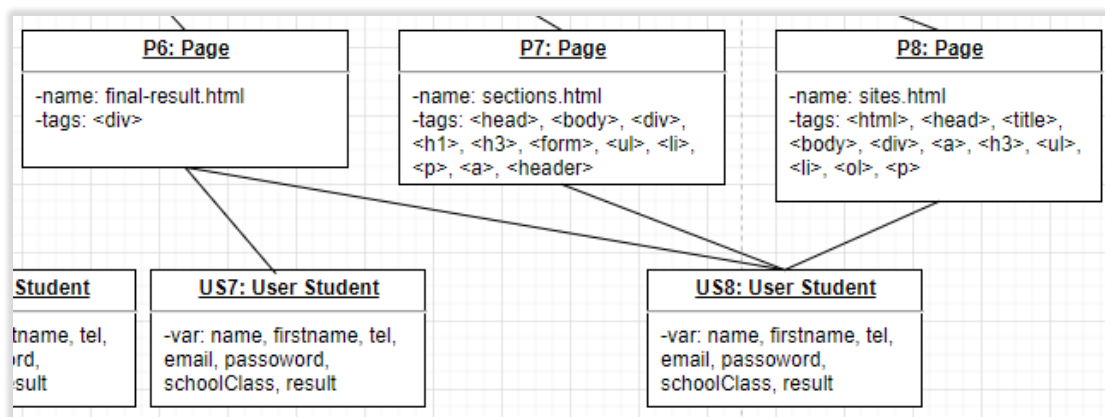 P6: Page
-name: final-result.html
-tags: <div>
P7: Page
-name: sections.html
-tags: <head>, <body>, <div>,
<h1>, <h3>, <form>, <ul>, <li>,
<p>, <a>, <header>
P8: Page
-name: sites.html
-tags: <html>, <head>, <title>,
<body>, <div>, <a>, <h3>, <ul>,
<li>, <ol>, <p>
Student
tname, tel,
rd,
sult
US7: User Student
-var: name, firstname, tel,
email, passoword,
schoolClass, result
US8: User Student
-var: name, firstname, tel,
email, passoword,
schoolClass, result